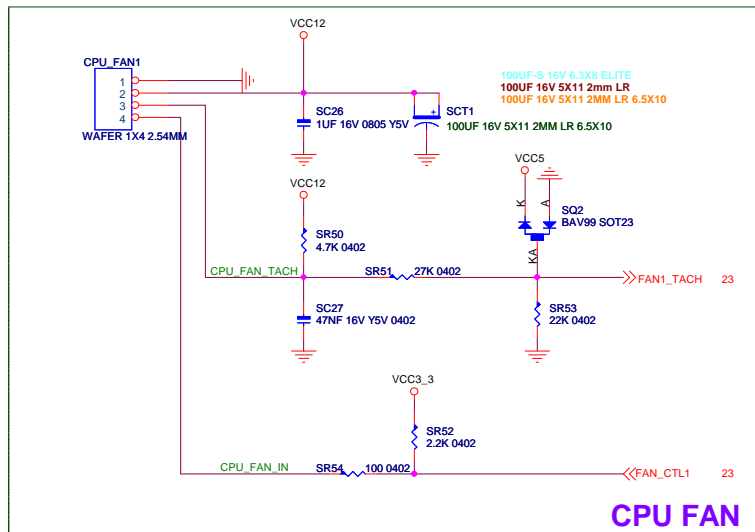 VCC12
CPU_FAN1
1
2
3
4
WAFER 1X4 2.54MM
SC26
1UF 16V 0805 Y5V
+
SCT1
100UF 16V 5X11 2MM LR 6.5X10
100UF-S 16V 6.3X8 ELITE
100UF 16V 5X11 2mm LR
100UF 16V 5X11 2MM LR 6.5X10
VCC12
VCC5
K
A
SQ2
BAV99 SOT23
KA
SR50
4.7K 0402
CPU_FAN_TACH
SR51
27K 0402
FAN1_TACH
23
SC27
47NF 16V Y5V 0402
SR53
22K 0402
VCC3_3
SR52
2.2K 0402
CPU_FAN_IN
SR54
100 0402
FAN_CTL1
23
CPU FAN